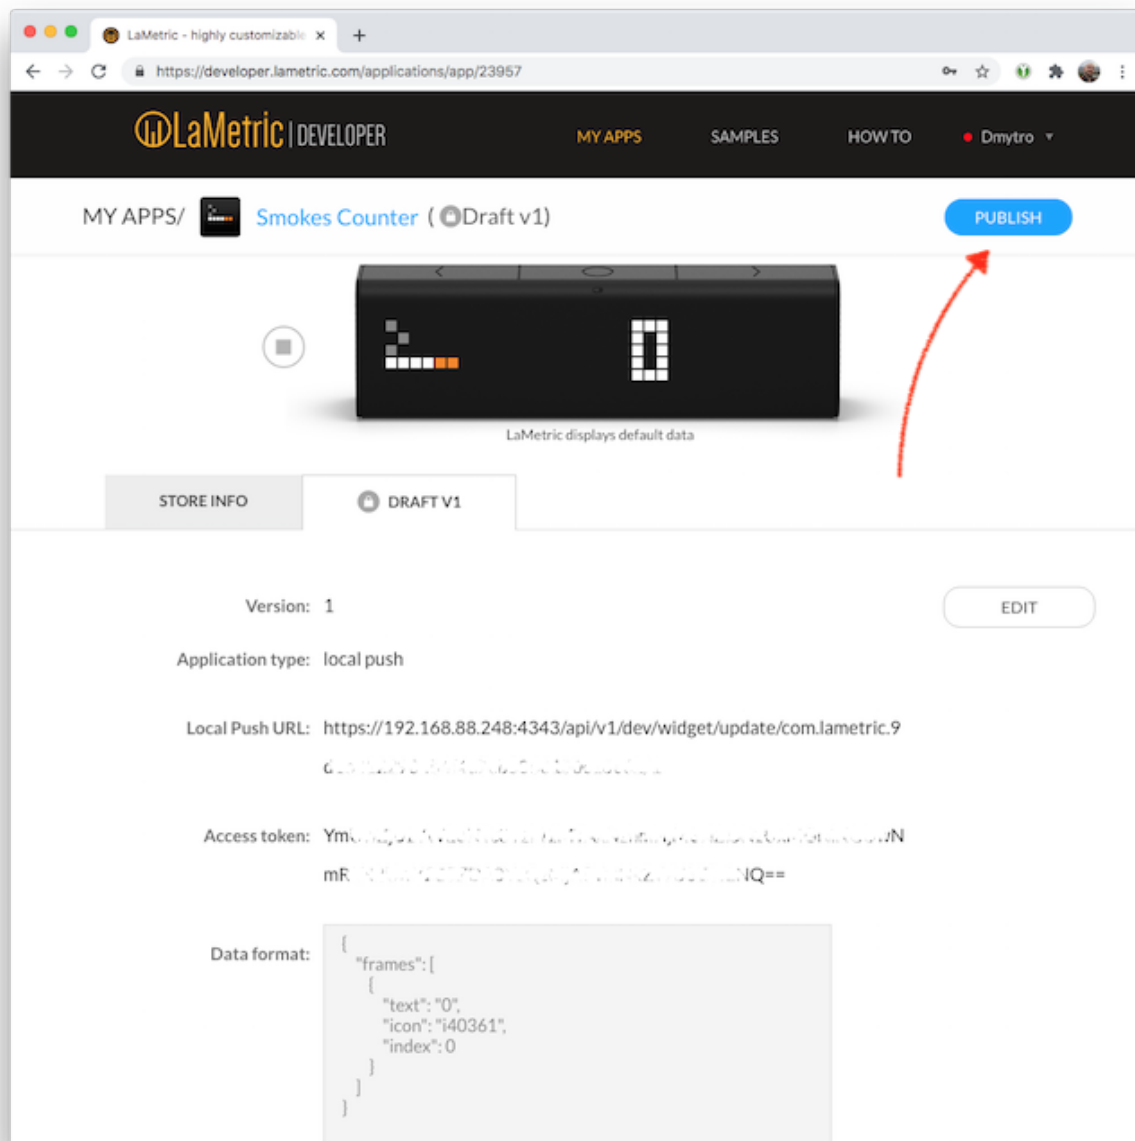 LaMetric - highly customizable
https://developer.lametric.com/applications/app/23957
LaMetric | DEVELOPER
MY APPS
SAMPLES
HOW TO
Dmytro
MY APPS/
Smokes Counter ( Draft v1)
PUBLISH
0
LaMetric displays default data
STORE INFO
DRAFT V1
Version: 1
EDIT
Application type: local push
Local Push URL: https://192.168.88.248:4343/api/v1/dev/widget/update/com.lametric.9
Access token:
NQ==
Data format:
{
"frames": [
{
"text": "0",
"icon": "i40361",
"index": 0
}
]
}